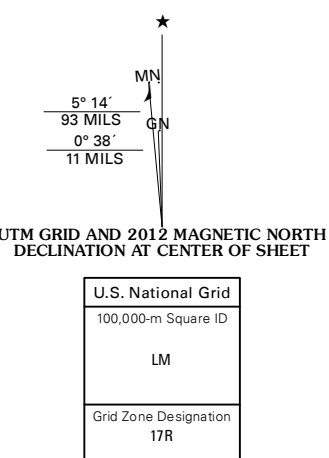 ★
MN
5° 14´
93 MILS
GN
0° 38´
11 MILS
UTM GRID AND 2012 MAGNETIC NORTH
DECLINATION AT CENTER OF SHEET
U.S. National Grid
100,000-m Square ID
LM
Grid Zone Designation
17R